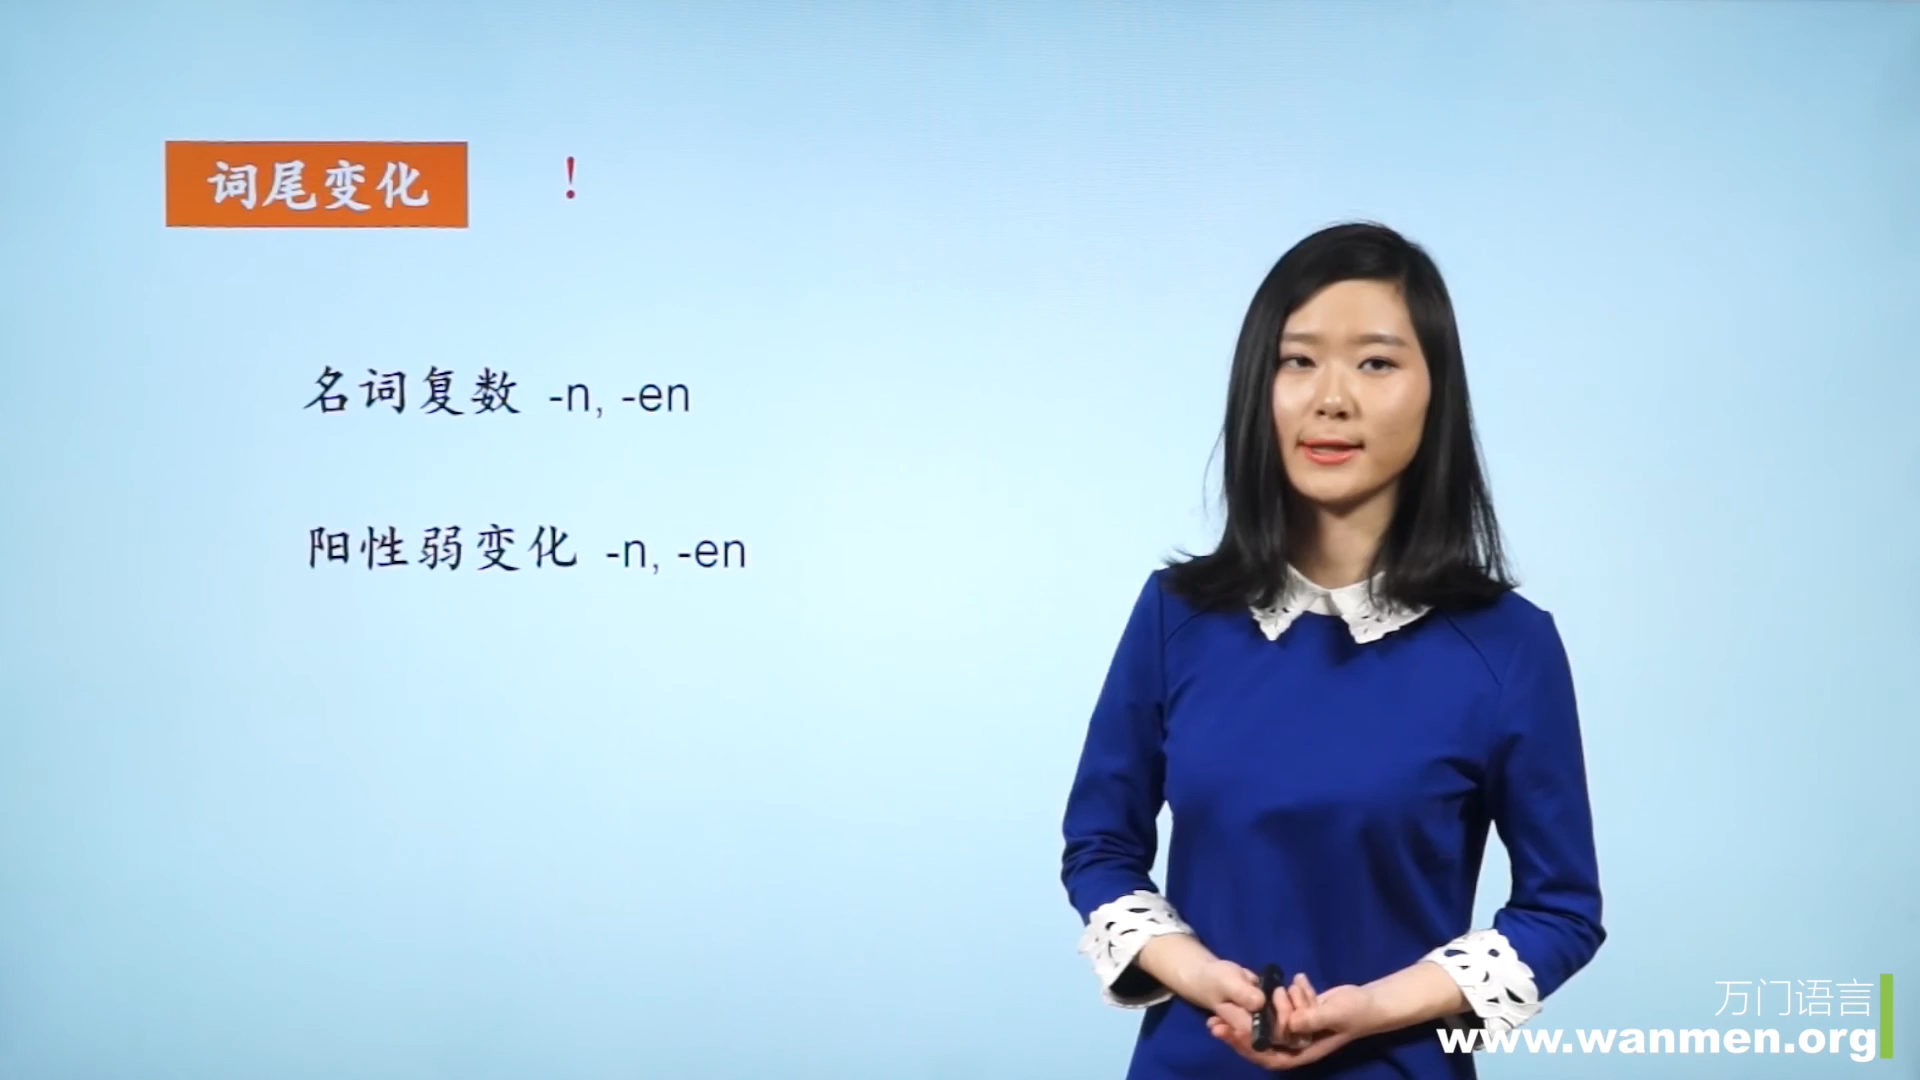 词尾变化 !
名词复数 -n, -en
阳性弱变化 -n, -en
万门语言
www.wanmen.org